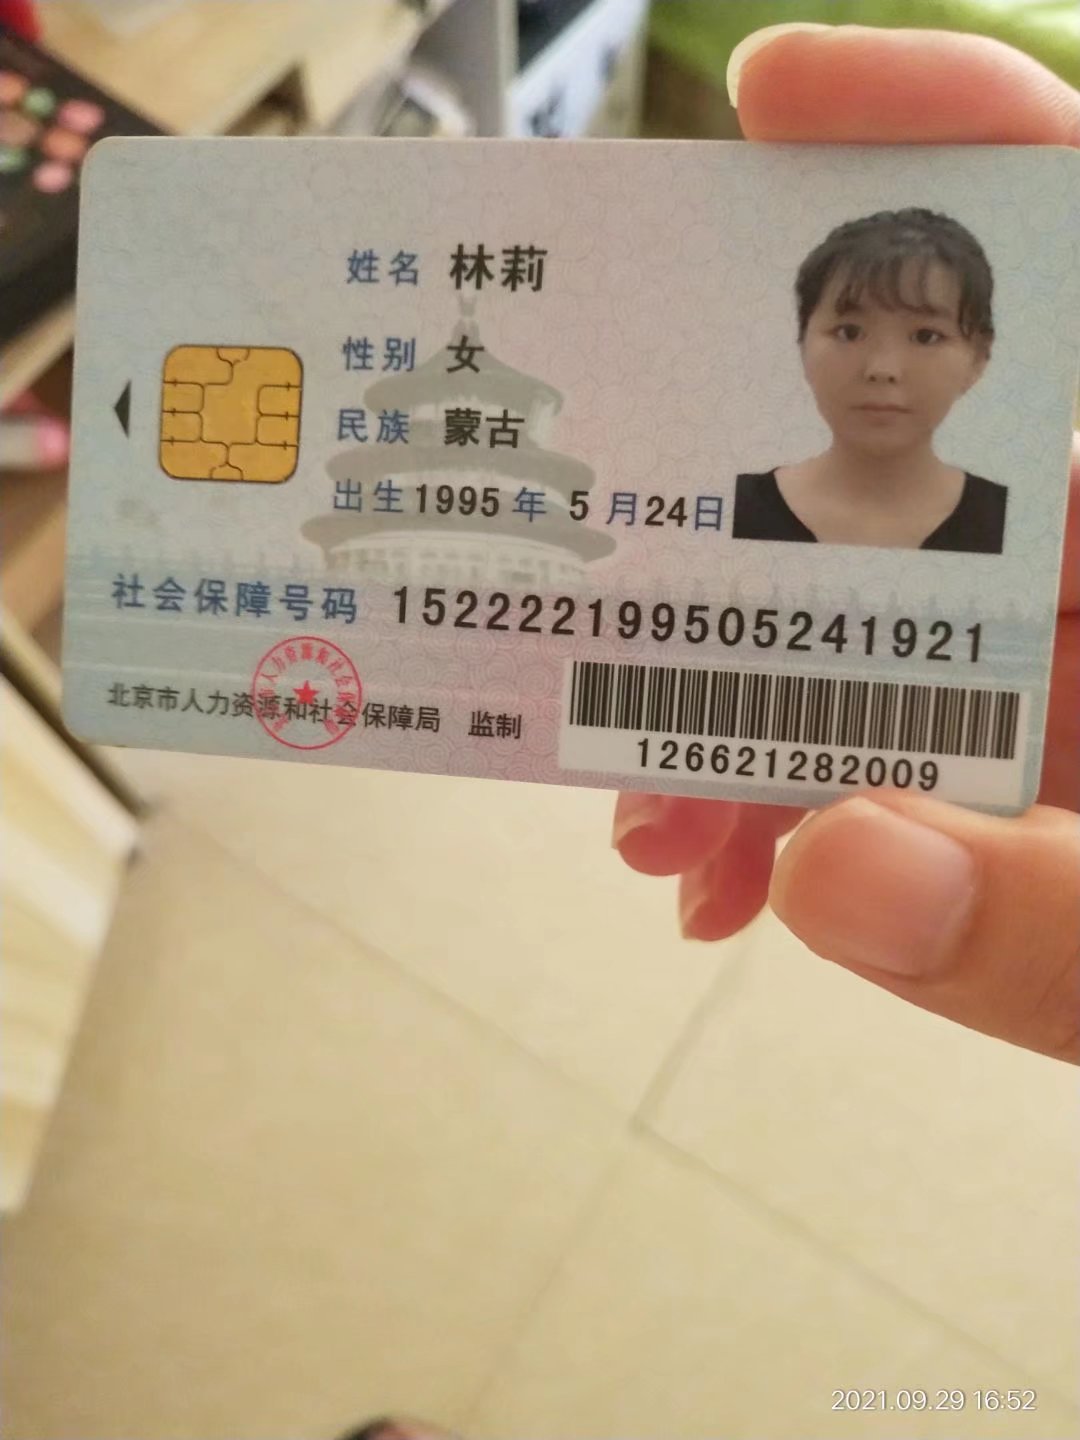 姓名 林莉
性别 女
民族 蒙古
出生 1995 年 5 月 24 日
社会保障号码 152222199505241921
北京市人力资源和社会保障局 监制
126621282009
2021.09.29 16:52